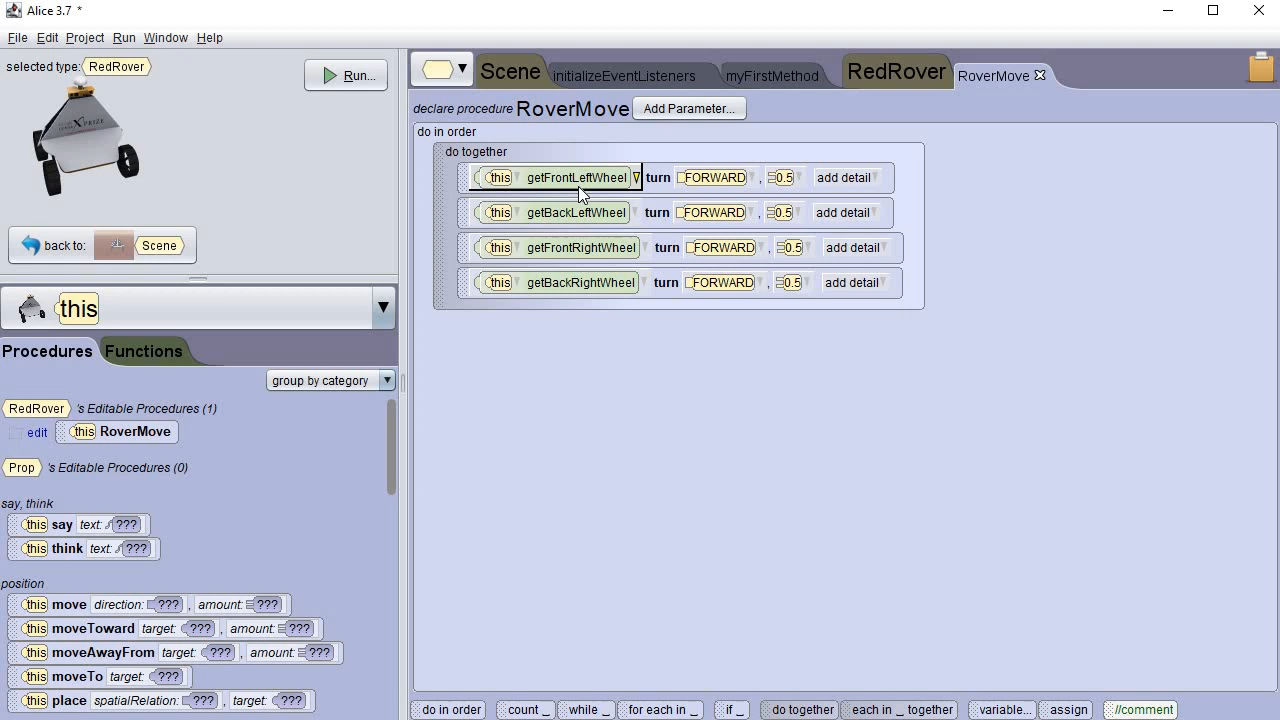 Alice 3.7 *
File Edit Project Run Window Help
selected type: RedRover
Run...
X PRIZE
back to: Scene
this
Procedures Functions
group by category
RedRover 's Editable Procedures (1)
edit this RoverMove
Prop 's Editable Procedures (0)
say, think
this say text: ???
this think text: ???
position
this move direction: ??? , amount: ???
this moveToward target: ??? , amount: ???
this moveAwayFrom target: ??? , amount: ???
this moveTo target: ???
this place spatialRelation: ??? , target: ???
Scene initializeEventListeners myFirstMethod RedRover RoverMove
declare procedure RoverMove Add Parameter...
do in order
do together
this getFrontLeftWheel turn FORWARD , 0.5 add detail
this getBackLeftWheel turn FORWARD , 0.5 add detail
this getFrontRightWheel turn FORWARD , 0.5 add detail
this getBackRightWheel turn FORWARD , 0.5 add detail
do in order count _ while _ for each in _ if _ do together each in _ together variable... assign //comment